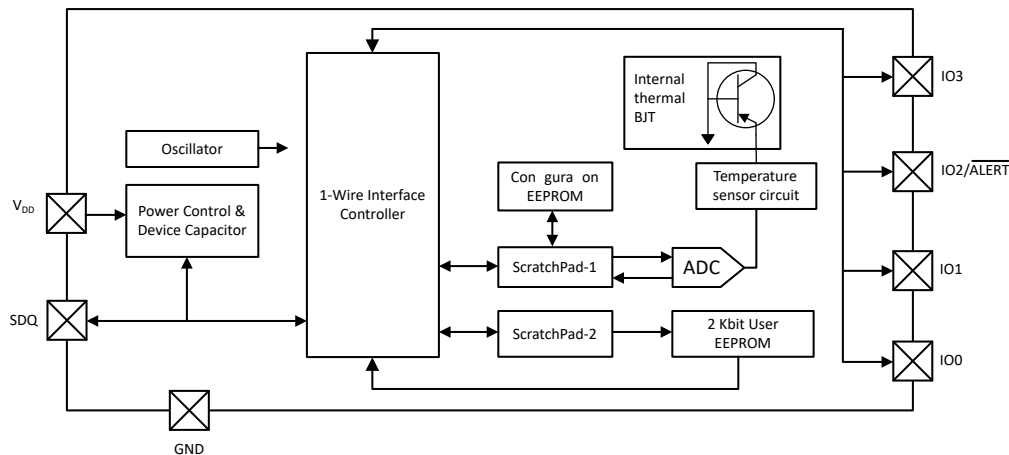 IO3
Internal
thermal
BJT
Oscillator
1-Wire Interface
Controller
Con gura on
EEPROM
Temperature
sensor circuit
IO2/ALERT
VDD
Power Control &
Device Capacitor
ScratchPad-1
ADC
IO1
SDQ
ScratchPad-2
2 Kbit User
EEPROM
IO0
GND